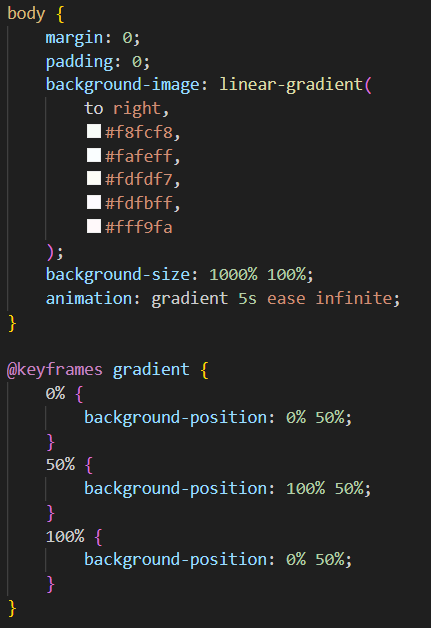 body {
    margin: 0;
    padding: 0;
    background-image: linear-gradient(
        to right,
        #f8fcf8,
        #fafeff,
        #fdfdf7,
        #fdfbff,
        #fff9fa
    );
    background-size: 1000% 100%;
    animation: gradient 5s ease infinite;
}

@keyframes gradient {
    0% {
        background-position: 0% 50%;
    }
    50% {
        background-position: 100% 50%;
    }
    100% {
        background-position: 0% 50%;
    }
}